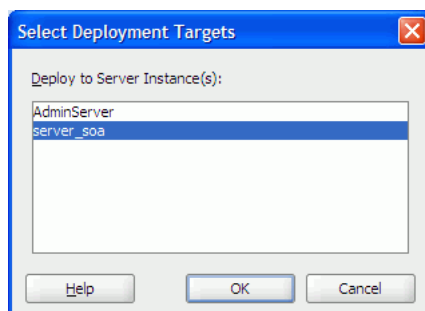 Select Deployment Targets
Deploy to Server Instance(s):
AdminServer
server_soa
Help
OK
Cancel